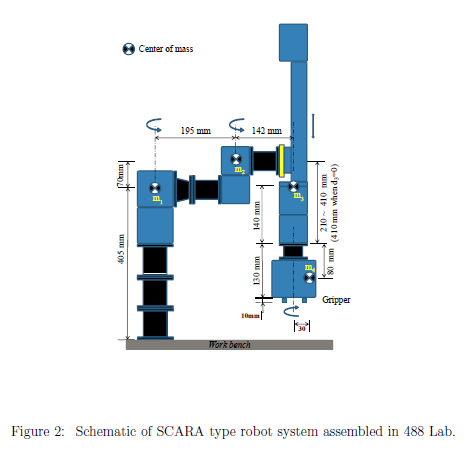 Center of mass
195 mm
142 mm
70mm
m1
m2
m3
140 mm
210 ~ 410 mm
(410 mm when d3=0)
405 mm
130 mm
80 mm
m4
Gripper
10mm
30
Work bench
Figure 2: Schematic of SCARA type robot system assembled in 488 Lab.